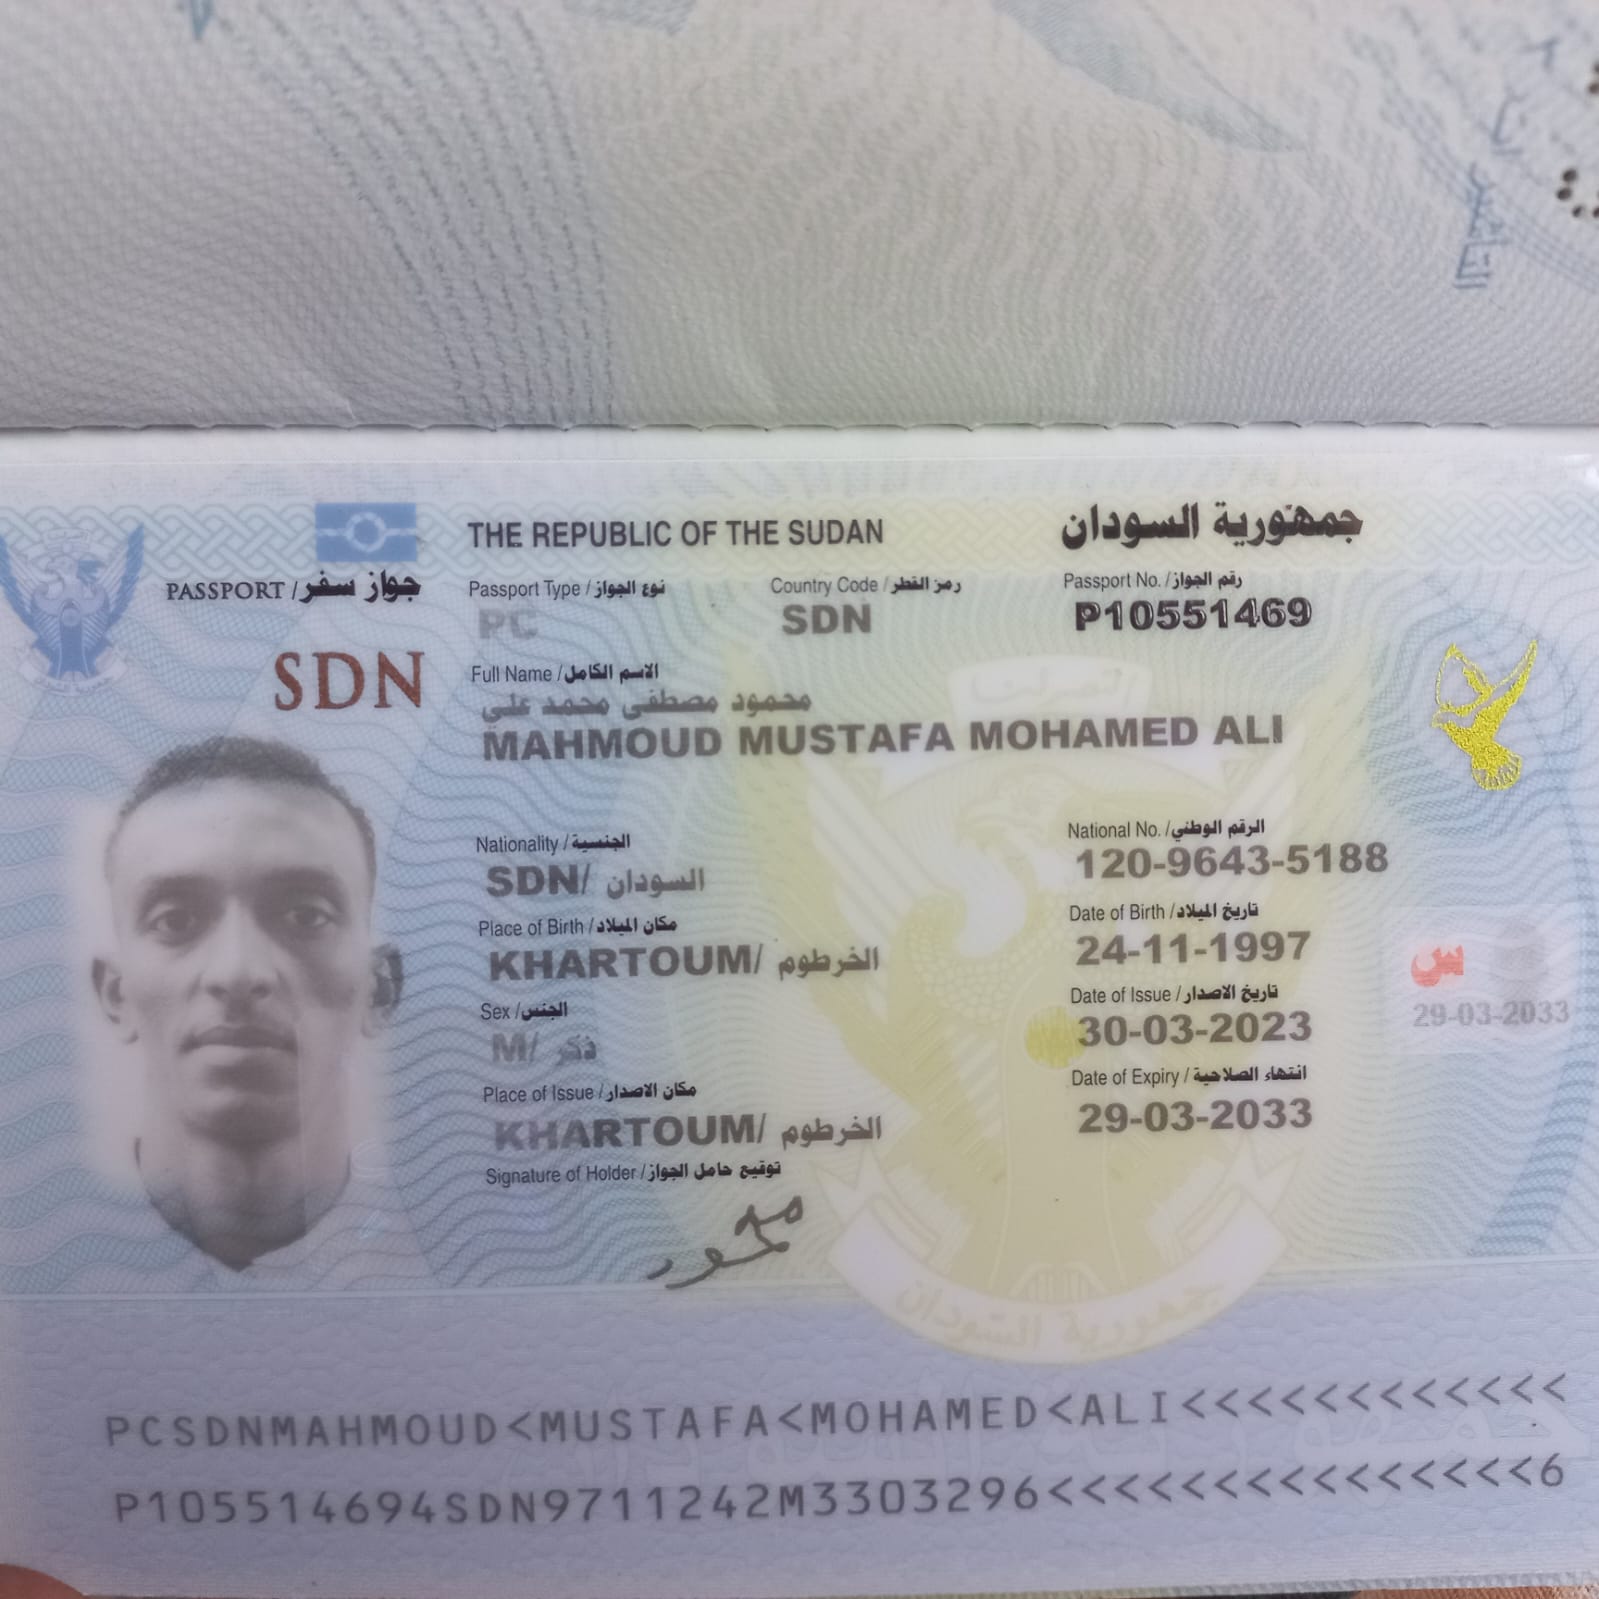 THE REPUBLIC OF THE SUDAN جمهورية السودان
PASSPORT / جواز سفر
Passport Type / نوع الجواز Country Code / رمز القطر Passport No. / رقم الجواز
PC SDN P10551469
SDN
Full Name / الاسم الكامل
محمود مصطفى محمد علي
MAHMOUD MUSTAFA MOHAMED ALI
Nationality / الجنسية National No. / الرقم الوطني
SDN/ السودان 120-9643-5188
Place of Birth / مكان الميلاد Date of Birth / تاريخ الميلاد
KHARTOUM/ الخرطوم 24-11-1997
س
Sex / الجنس Date of Issue / تاريخ الاصدار
M/ ذكر 30-03-2023
29-03-2033
Place of Issue / مكان الاصدار Date of Expiry / انتهاء الصلاحية
KHARTOUM/ الخرطوم 29-03-2033
Signature of Holder / توقيع حامل الجواز
محمود
جمهورية السودان
PCSDNMAHMOUD<MUSTAFA<MOHAMED<ALI<<<<<<<<<<<<
P105514694SDN9711242M3303296<<<<<<<<<<<<<<<6